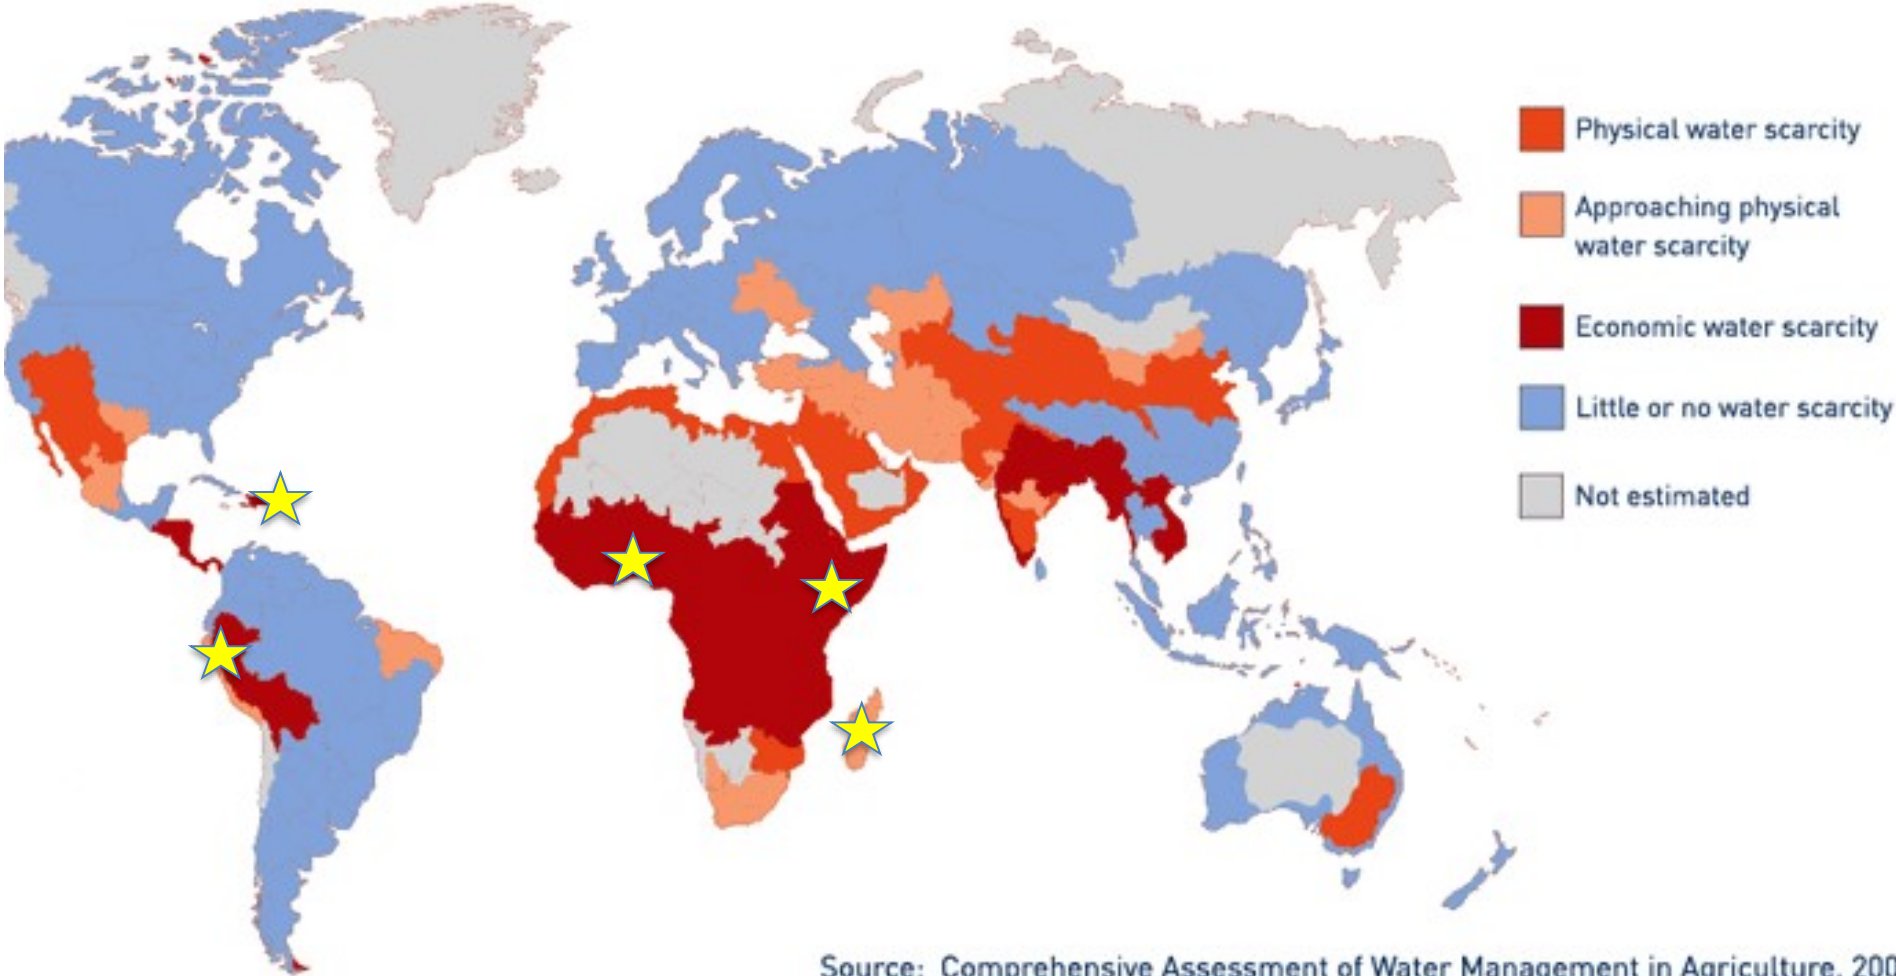 Physical water scarcity
Approaching physical
water scarcity
Economic water scarcity
Little or no water scarcity
Not estimated
Source: Comprehensive Assessment of Water Management in Agriculture, 200